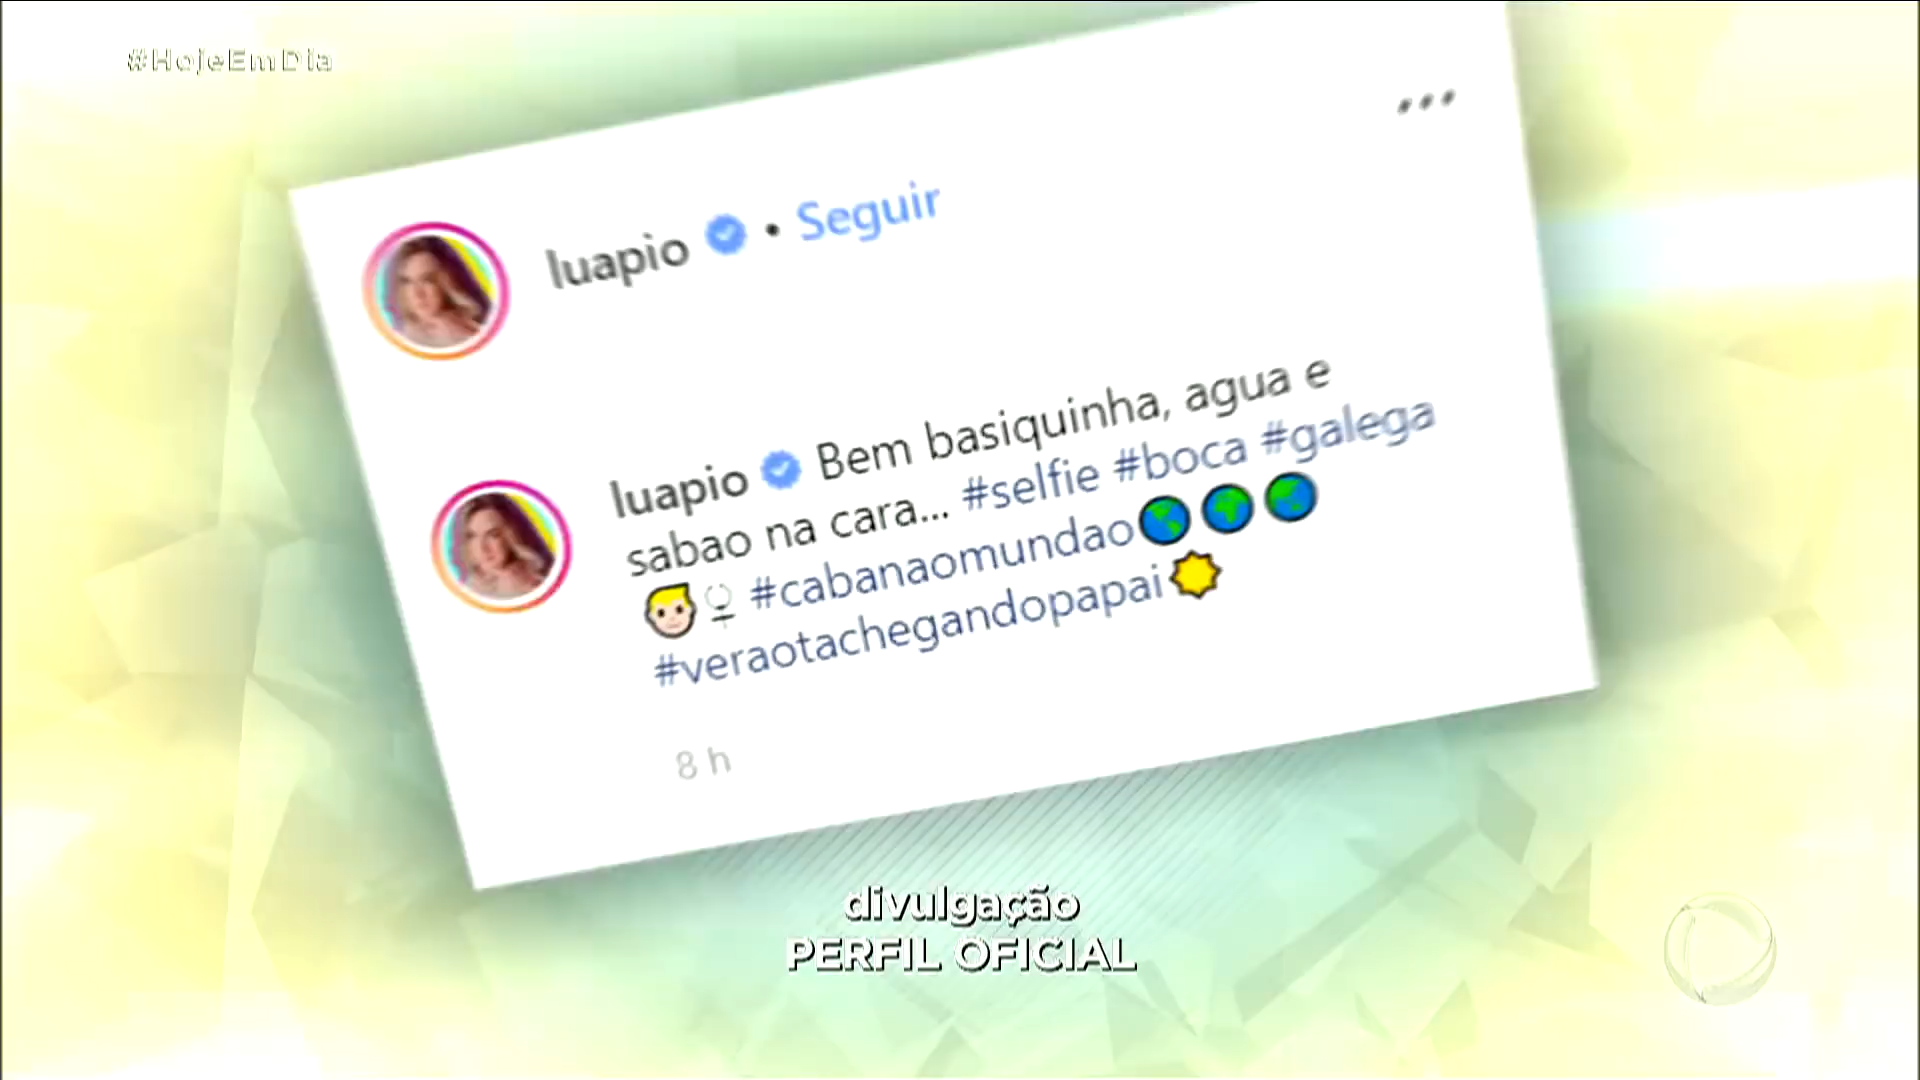 #HojeEmDia
luapio • Seguir
luapio Bem basiquinha, agua e
sabao na cara... #selfie #boca #galega
#cabanaomundao
#veraotachegandopapai
8 h
divulgação
PERFIL OFICIAL